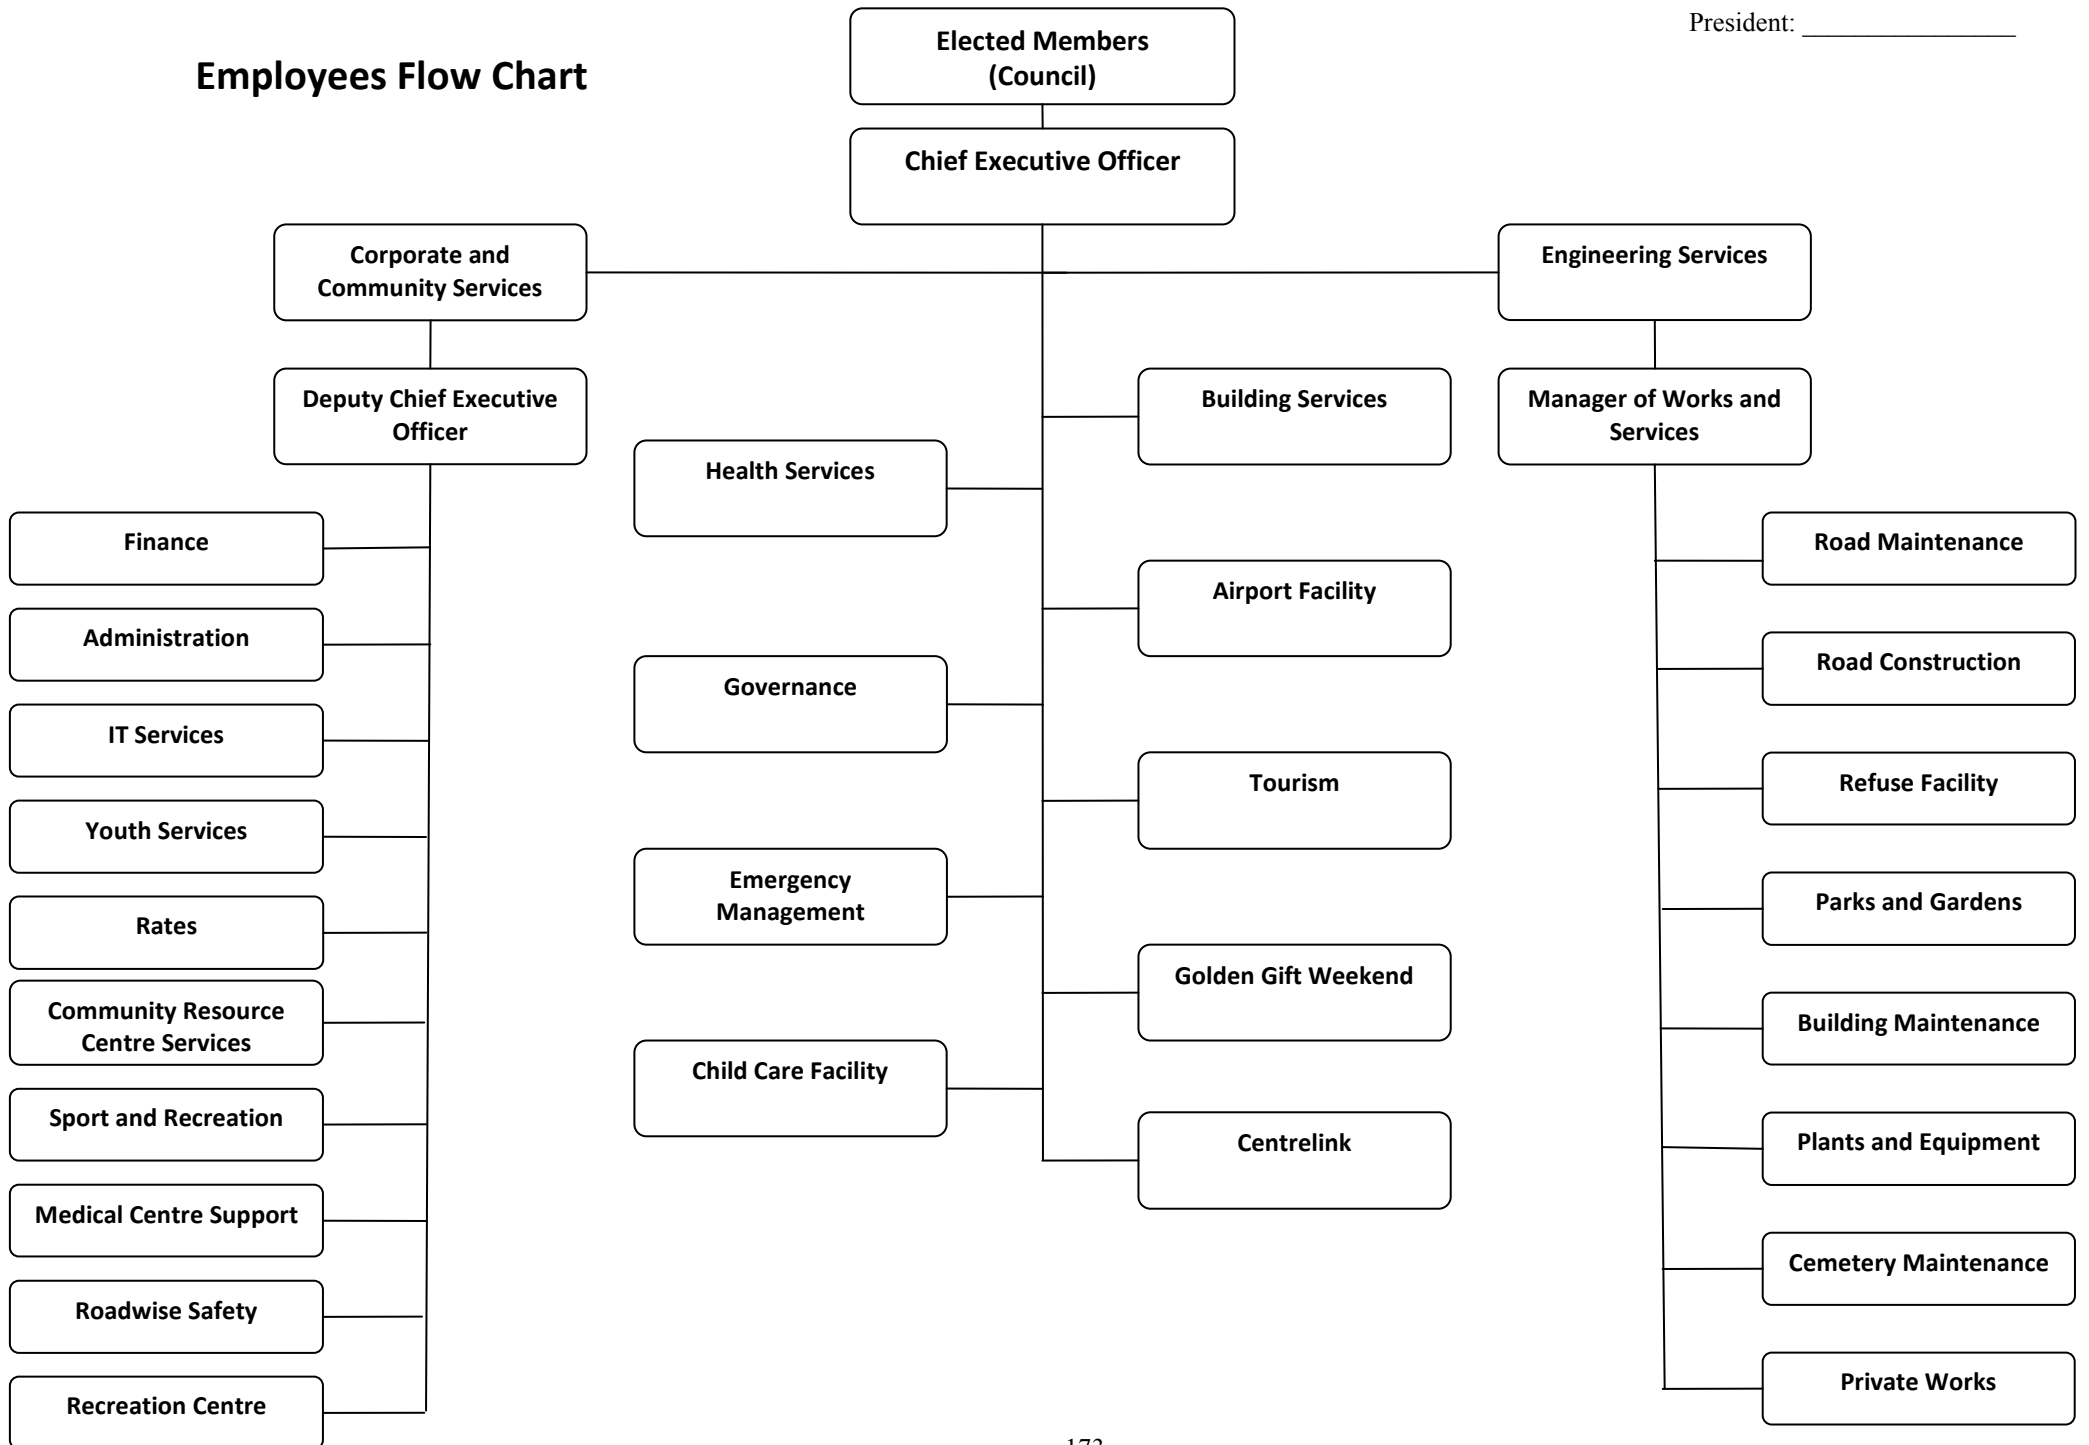 President: ________________
Employees Flow Chart
Elected Members
(Council)
Chief Executive Officer
Corporate and
Community Services
Engineering Services
Deputy Chief Executive
Officer
Building Services
Manager of Works and
Services
Health Services
Finance
Road Maintenance
Airport Facility
Administration
Road Construction
Governance
IT Services
Tourism
Refuse Facility
Youth Services
Emergency
Management
Parks and Gardens
Rates
Golden Gift Weekend
Community Resource
Centre Services
Building Maintenance
Child Care Facility
Sport and Recreation
Centrelink
Plants and Equipment
Medical Centre Support
Cemetery Maintenance
Roadwise Safety
Private Works
Recreation Centre
173